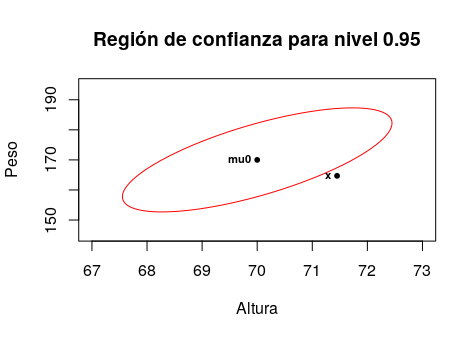 Región de confianza para nivel 0.95
Peso
190
170
150
mu0
x
67 68 69 70 71 72 73
Altura